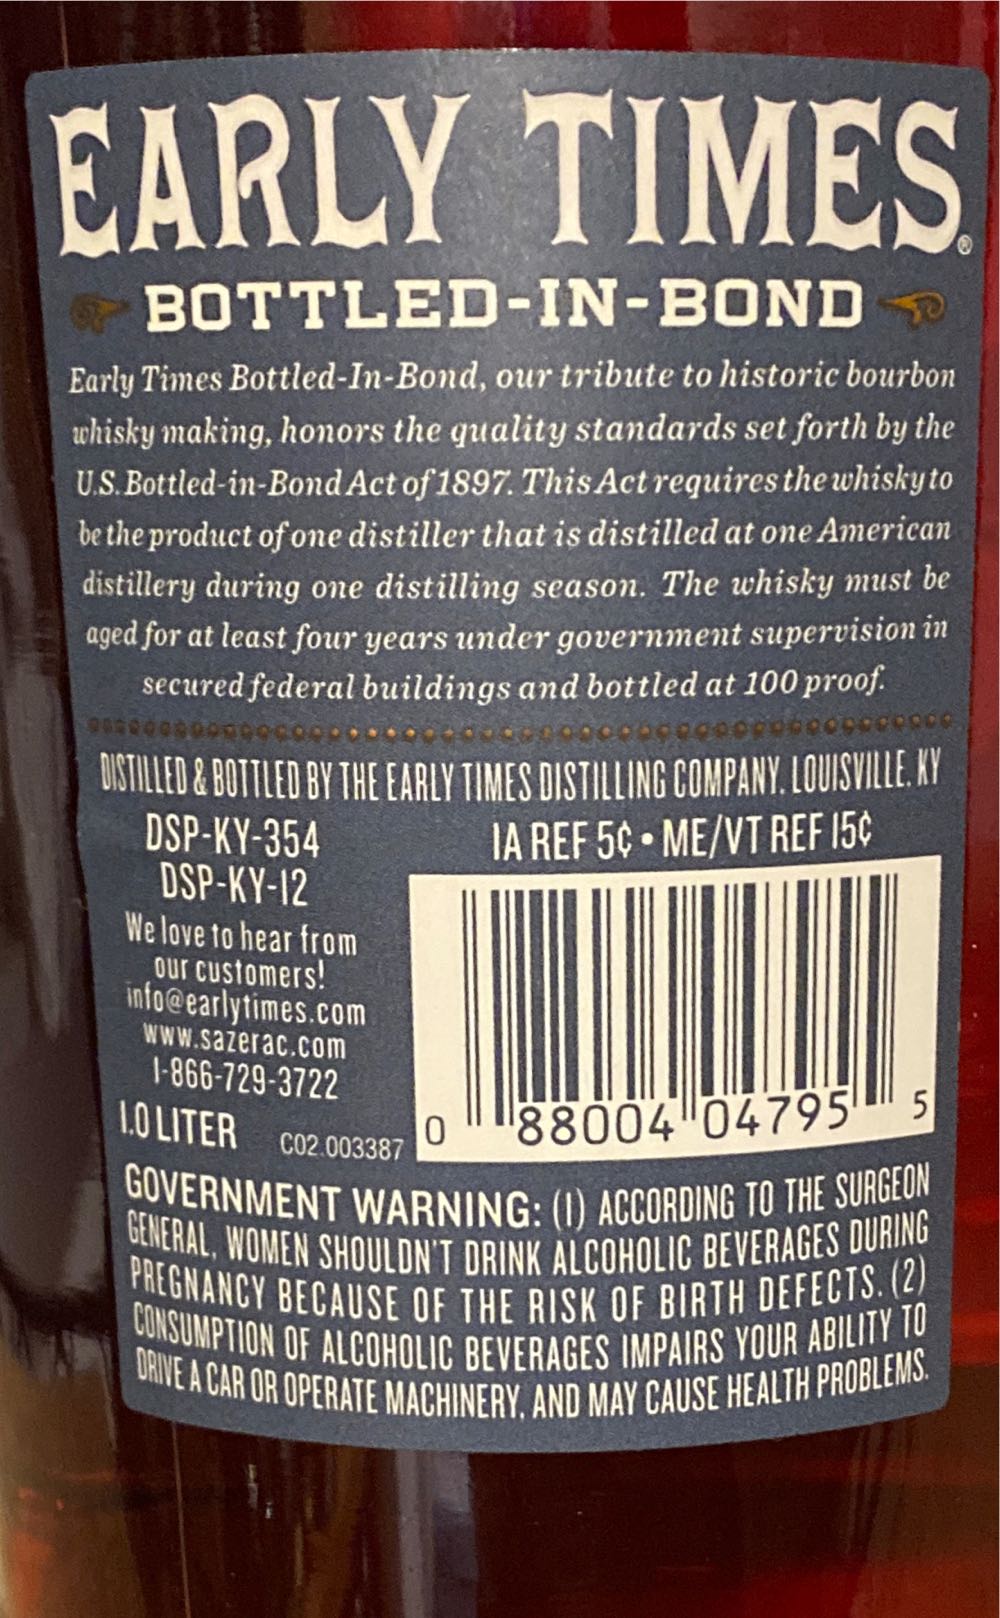 EARLY TIMES®
BOTTLED-IN-BOND
Early Times Bottled-In-Bond, our tribute to historic bourbon
whisky making, honors the quality standards set forth by the
U.S. Bottled-in-Bond Act of 1897. This Act requires the whisky to
be the product of one distiller that is distilled at one American
distillery during one distilling season. The whisky must be
aged for at least four years under government supervision in
secured federal buildings and bottled at 100 proof.
DISTILLED & BOTTLED BY THE EARLY TIMES DISTILLING COMPANY, LOUISVILLE, KY
DSP-KY-354
DSP-KY-12
IA REF 5¢ • ME/VT REF 15¢
We love to hear from
our customers!
info@earlytimes.com
www.sazerac.com
1-866-729-3722
1.0 LITER
C02.003387
0 88004 04795 5
GOVERNMENT WARNING: (1) ACCORDING TO THE SURGEON
GENERAL, WOMEN SHOULDN'T DRINK ALCOHOLIC BEVERAGES DURING
PREGNANCY BECAUSE OF THE RISK OF BIRTH DEFECTS. (2)
CONSUMPTION OF ALCOHOLIC BEVERAGES IMPAIRS YOUR ABILITY TO
DRIVE A CAR OR OPERATE MACHINERY, AND MAY CAUSE HEALTH PROBLEMS.